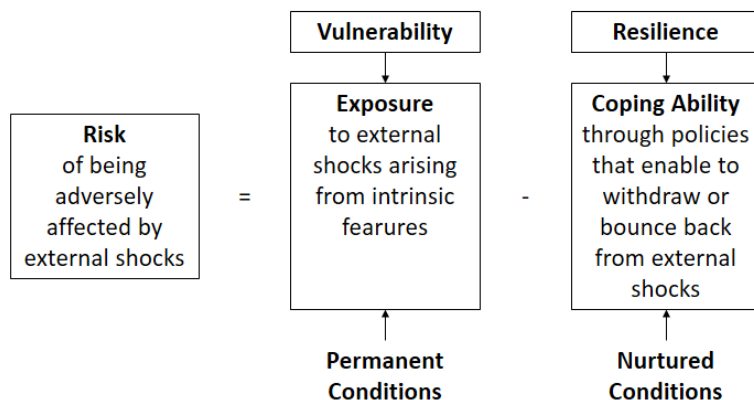 Vulnerability
Resilience
Risk
of being
adversely
affected by
external shocks
=
Exposure
to external
shocks arising
from intrinsic
fearures
-
Coping Ability
through policies
that enable to
withdraw or
bounce back
from external
shocks
Permanent
Conditions
Nurtured
Conditions